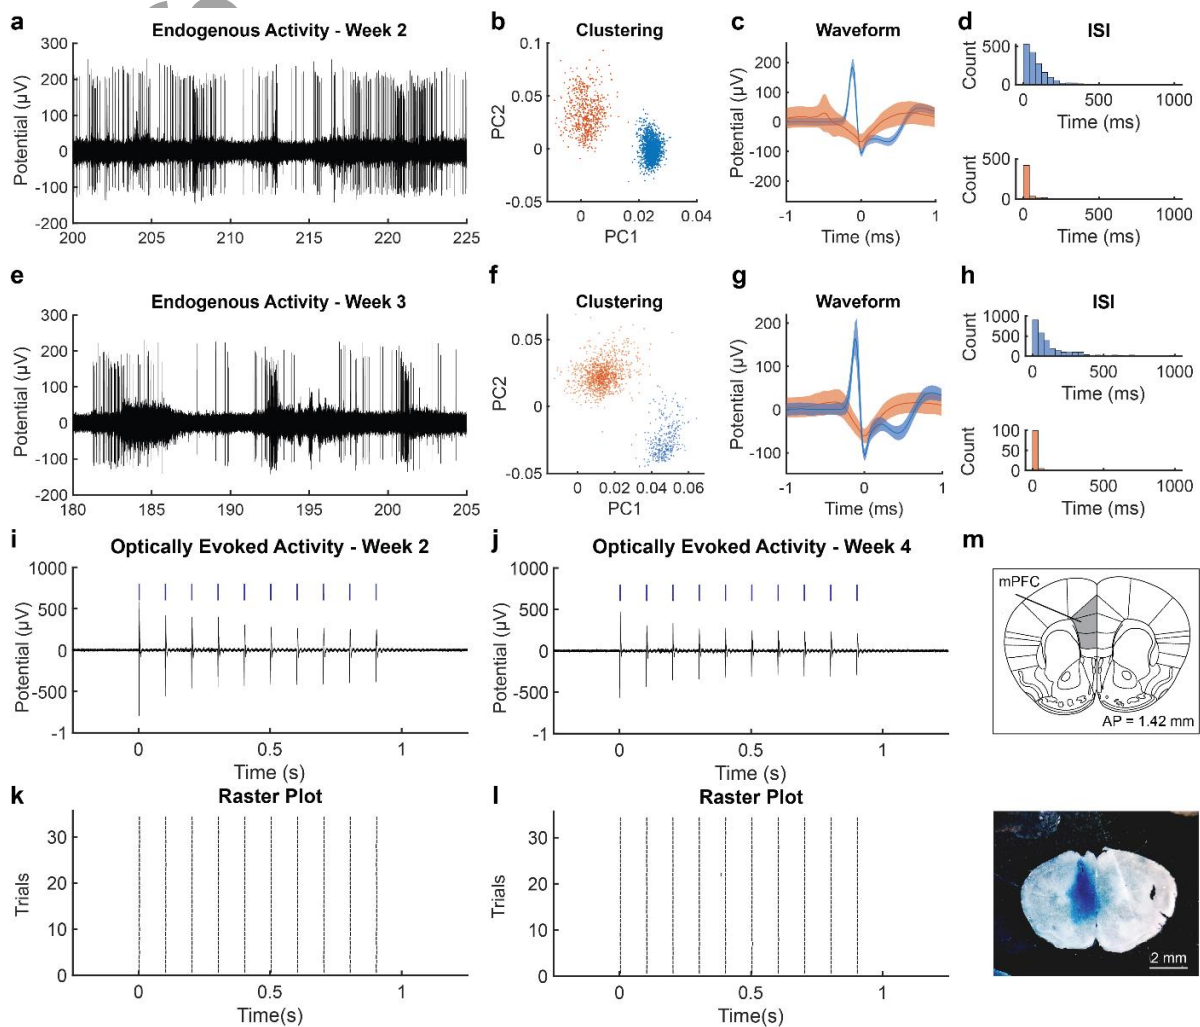 a
Endogenous Activity - Week 2
Potential (µV)
300
200
100
0
-100
-200
200
205
210
215
220
225
b
Clustering
PC2
0.1
0.05
0
-0.05
0
0.02
0.04
PC1
c
Waveform
Potential (µV)
200
100
0
-100
-200
-1
0
1
Time (ms)
d
ISI
Count
500
0
0
500
1000
Time (ms)
Count
500
0
0
500
1000
Time (ms)
e
Endogenous Activity - Week 3
Potential (µV)
300
200
100
0
-100
-200
180
185
190
195
200
205
f
Clustering
PC2
0.05
0
-0.05
0
0.02
0.04
0.06
PC1
g
Waveform
Potential (µV)
200
100
0
-100
-1
0
1
Time (ms)
h
ISI
Count
1000
500
0
0
500
1000
Time (ms)
Count
100
50
0
0
500
1000
Time (ms)
i
Optically Evoked Activity - Week 2
Potential (µV)
1000
500
0
-500
-1
0
0.5
1
Time (s)
j
Optically Evoked Activity - Week 4
Potential (µV)
1000
500
0
-500
-1
0
0.5
1
Time (s)
k
Raster Plot
Trials
30
20
10
0
0
0.5
1
Time(s)
l
Raster Plot
Trials
30
20
10
0
0
0.5
1
Time(s)
m
mPFC
AP = 1.42 mm
2 mm